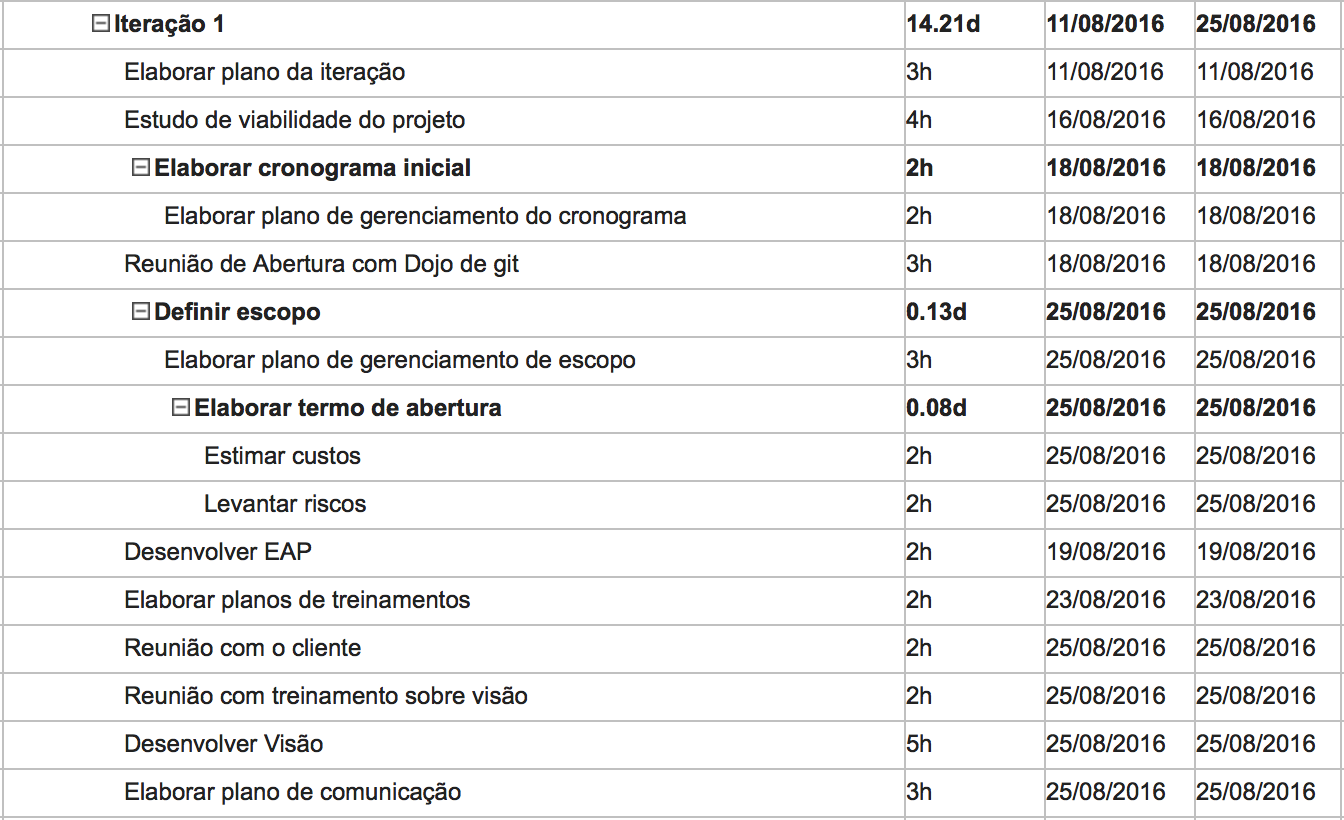 Iteração 1 14.21d 11/08/2016 25/08/2016
Elaborar plano da iteração 3h 11/08/2016 11/08/2016
Estudo de viabilidade do projeto 4h 16/08/2016 16/08/2016
Elaborar cronograma inicial 2h 18/08/2016 18/08/2016
Elaborar plano de gerenciamento do cronograma 2h 18/08/2016 18/08/2016
Reunião de Abertura com Dojo de git 3h 18/08/2016 18/08/2016
Definir escopo 0.13d 25/08/2016 25/08/2016
Elaborar plano de gerenciamento de escopo 3h 25/08/2016 25/08/2016
Elaborar termo de abertura 0.08d 25/08/2016 25/08/2016
Estimar custos 2h 25/08/2016 25/08/2016
Levantar riscos 2h 25/08/2016 25/08/2016
Desenvolver EAP 2h 19/08/2016 19/08/2016
Elaborar planos de treinamentos 2h 23/08/2016 23/08/2016
Reunião com o cliente 2h 25/08/2016 25/08/2016
Reunião com treinamento sobre visão 2h 25/08/2016 25/08/2016
Desenvolver Visão 5h 25/08/2016 25/08/2016
Elaborar plano de comunicação 3h 25/08/2016 25/08/2016